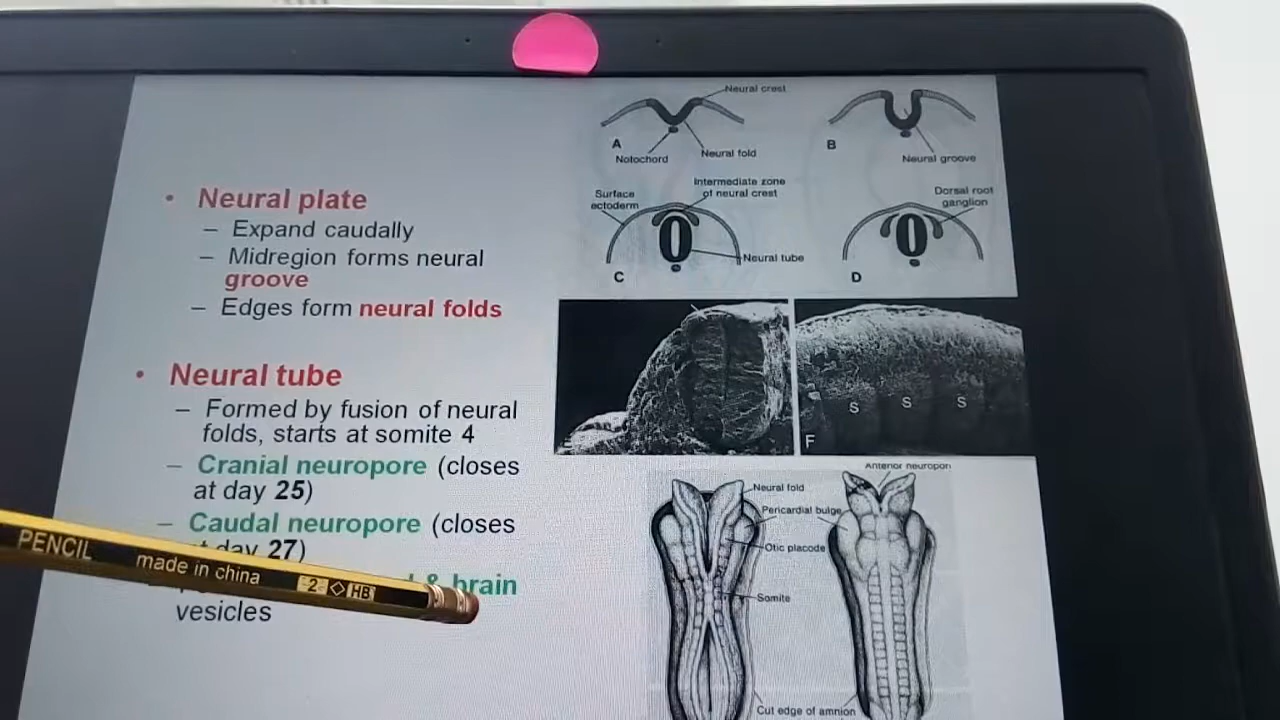 • Neural plate
– Expand caudally
– Midregion forms neural
groove
– Edges form neural folds
• Neural tube
– Formed by fusion of neural
folds, starts at somite 4
– Cranial neuropore (closes
at day 25)
– Caudal neuropore (closes
day 27)
& brain
vesicles
PENCIL made in china 2 HB
Neural crest
A
Notochord
Neural fold
B
Neural groove
Surface
ectoderm
Intermediate zone
of neural crest
Neural tube
C
Dorsal root
ganglion
D
S S S
F
Neural fold
Pericardial bulge
Otic placode
Somite
Cut edge of amnion
Anterior neuropon